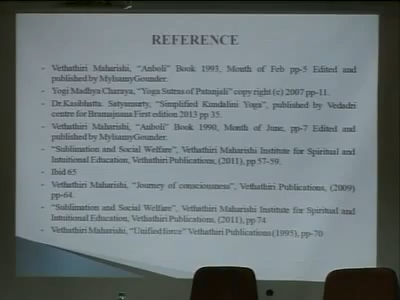 REFERENCE
- Vethathiri Maharishi, "Anboli" Book 1993, Month of Feb pp-5 Edited and
published by MylsamyGounder.
- Yogi Madhya Charaya, "Yoga Sutras of Patanjali" copy right (c) 2007 pp-11.
- Dr.Kasibhatta. Satyamurty, "Simplified Kundalini Yoga", published by Vedadri
centre for Bramajnana First edition 2013 pp 35.
- Vethathiri Maharishi, "Anboli" Book 1990, Month of June, pp-7 Edited and
published by MylsamyGounder.
- "Sublimation and Social Welfare", Vethathiri Maharishi Institute for Spiritual and
Intuitional Education, Vethathiri Publications, (2011), pp 57-59.
- Ibid 65
- Vethathiri Maharishi, "Journey of consciousness", Vethathiri Publications, (2009)
pp-64.
- "Sublimation and Social Welfare", Vethathiri Maharishi Institute for Spiritual and
Intuitional Education, Vethathiri Publications, (2011), pp-74
- Vethathiri Maharishi, "Unified force" Vethathiri Publications (1995), pp-70